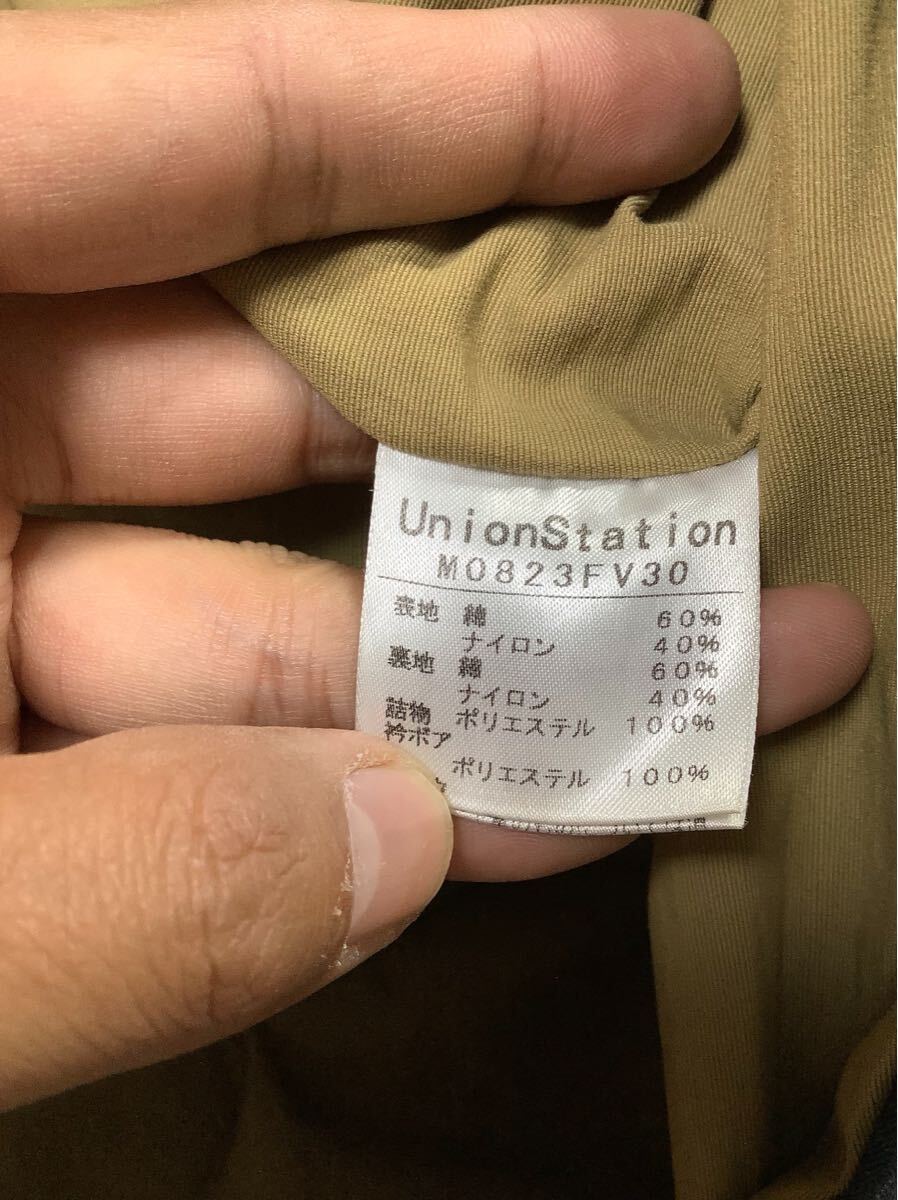 UnionStation
M0823FV30
表地 綿 60%
ナイロン 40%
裏地 綿 60%
ナイロン 40%
詰物 ポリエステル 100%
衿ボア
ポリエステル 100%